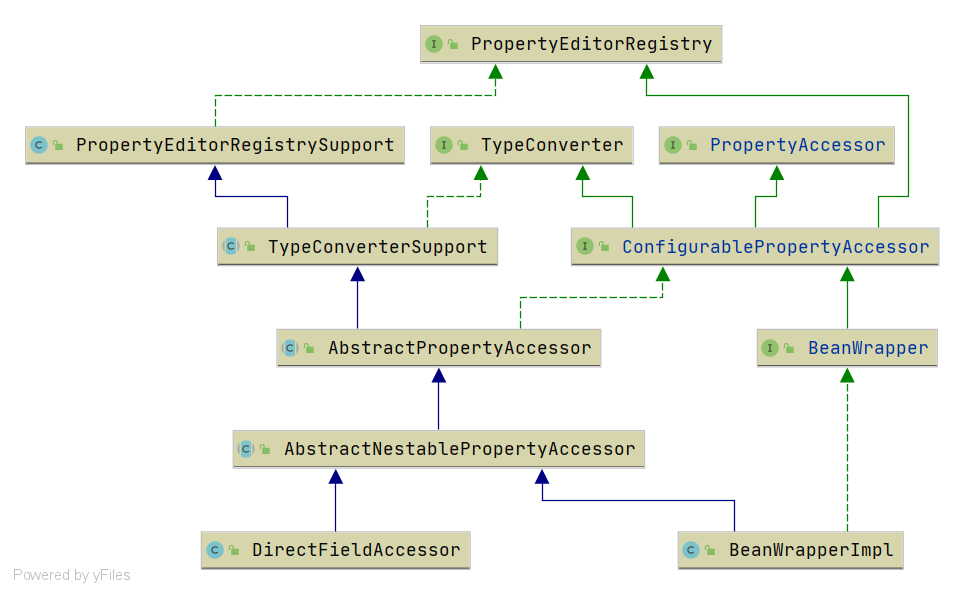 I PropertyEditorRegistry
C PropertyEditorRegistrySupport
I TypeConverter
I PropertyAccessor
C TypeConverterSupport
I ConfigurablePropertyAccessor
C AbstractPropertyAccessor
I BeanWrapper
C AbstractNestablePropertyAccessor
C DirectFieldAccessor
C BeanWrapperImpl
Powered by yFiles